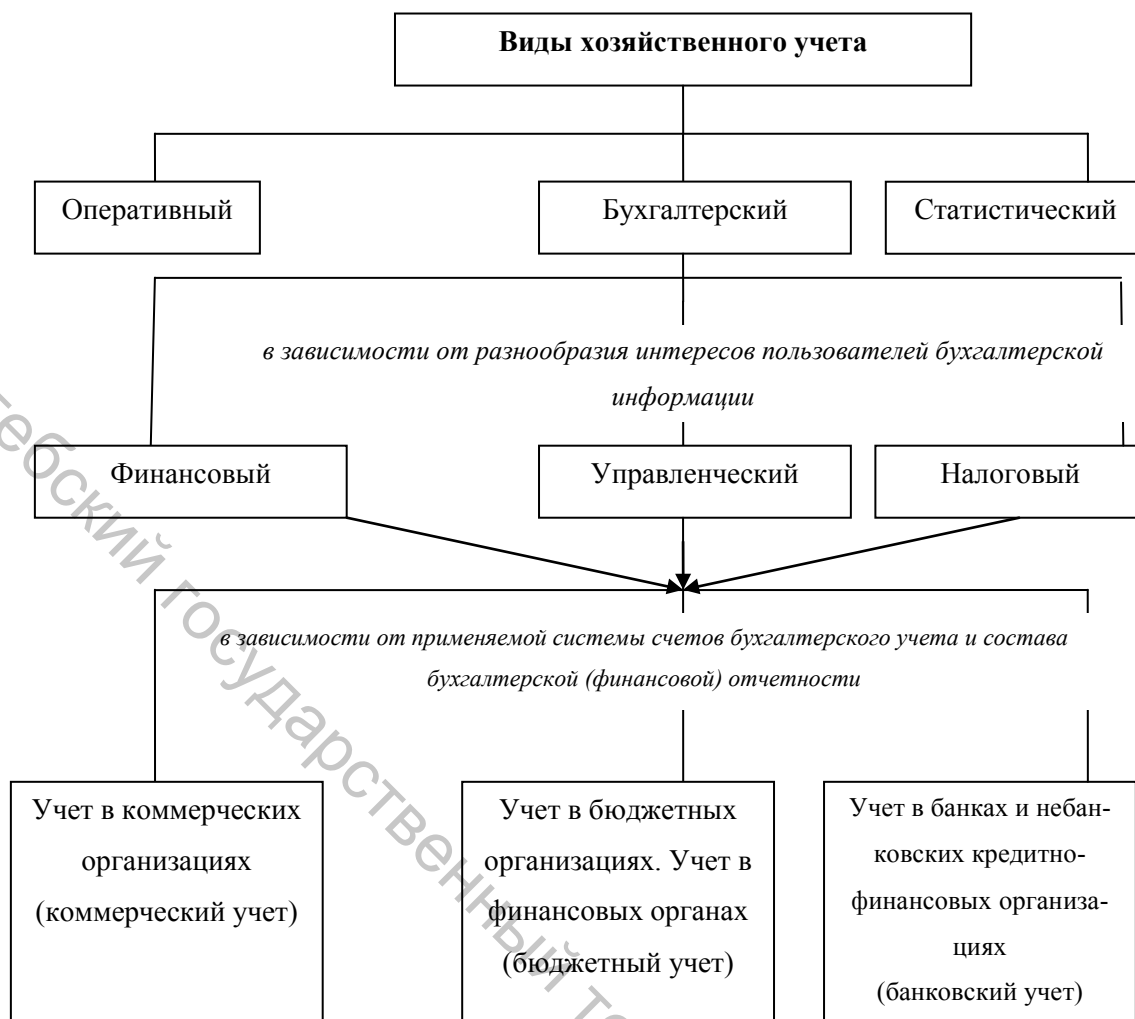 Виды хозяйственного учета
Оперативный
Бухгалтерский
Статистический
в зависимости от разнообразия интересов пользователей бухгалтерской
информации
Финансовый
Управленческий
Налоговый
в зависимости от применяемой системы счетов бухгалтерского учета и состава
бухгалтерской (финансовой) отчетности
Учет в коммерческих
организациях
(коммерческий учет)
Учет в бюджетных
организациях. Учет в
финансовых органах
(бюджетный учет)
Учет в банках и небан-
ковских кредитно-
финансовых организа-
циях
(банковский учет)
государственный